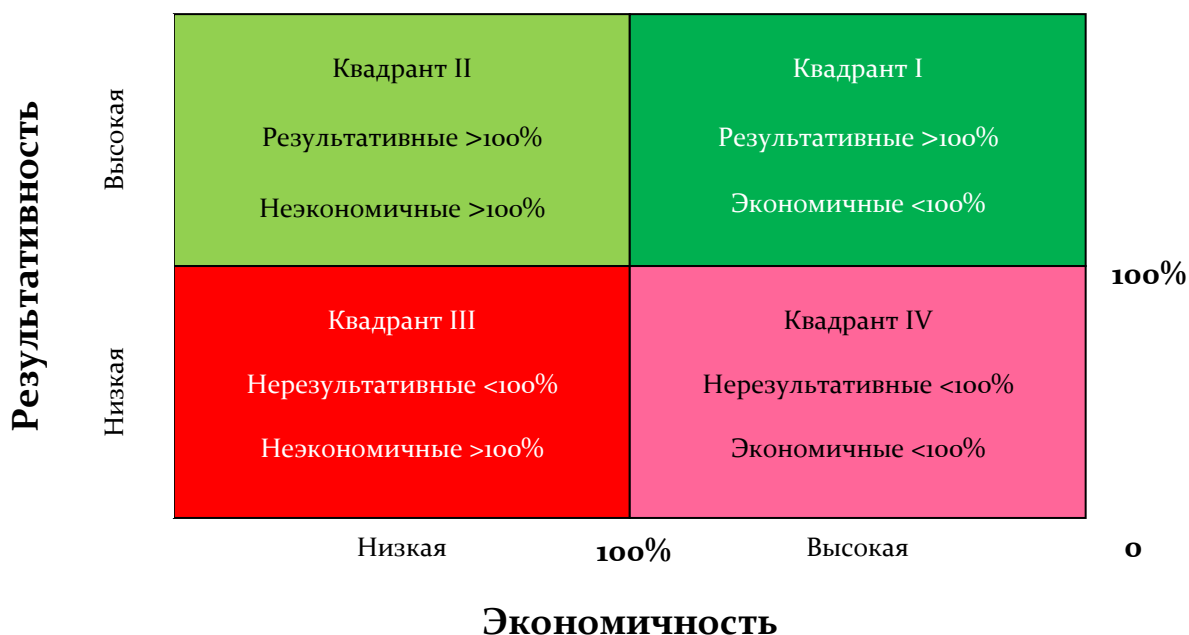 Результативность
Высокая
Низкая
Квадрант II
Результативные >100%
Неэкономичные >100%
Квадрант I
Результативные >100%
Экономичные <100%
100%
Квадрант III
Нерезультативные <100%
Неэкономичные >100%
Квадрант IV
Нерезультативные <100%
Экономичные <100%
Низкая
100%
Высокая
0
Экономичность